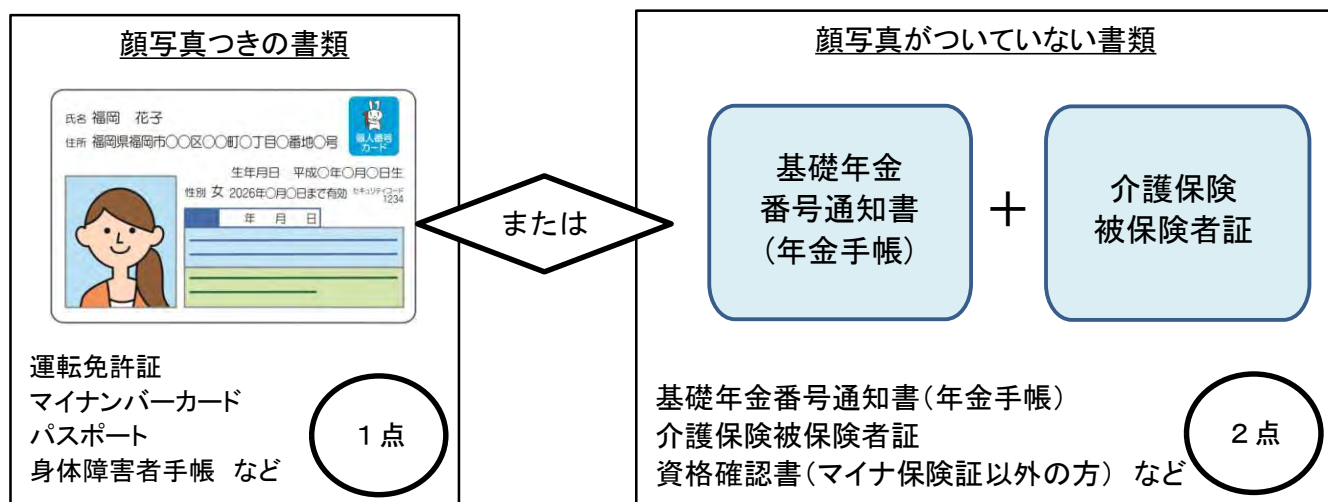 顔写真つきの書類
氏名 福岡 花子
住所 福岡県福岡市〇〇区〇〇町〇丁目〇番地〇号
個人番号
カード
生年月日 平成〇年〇月〇日生
性別 女 2026年〇月〇日まで有効 セキュリティコード
1234
年 月 日
運転免許証
マイナンバーカード
パスポート
身体障害者手帳 など
1点
または
顔写真がついていない書類
基礎年金
番号通知書
(年金手帳)
+
介護保険
被保険者証
基礎年金番号通知書(年金手帳)
介護保険被保険者証
資格確認書(マイナ保険証以外の方) など
2点